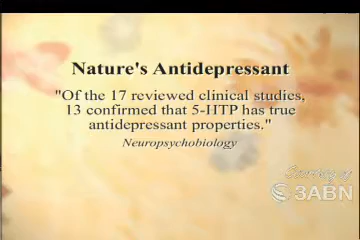 Nature's Antidepressant
"Of the 17 reviewed clinical studies,
13 confirmed that 5-HTP has true
antidepressant properties."
Neuropsychobiology
Courtesy of
3ABN